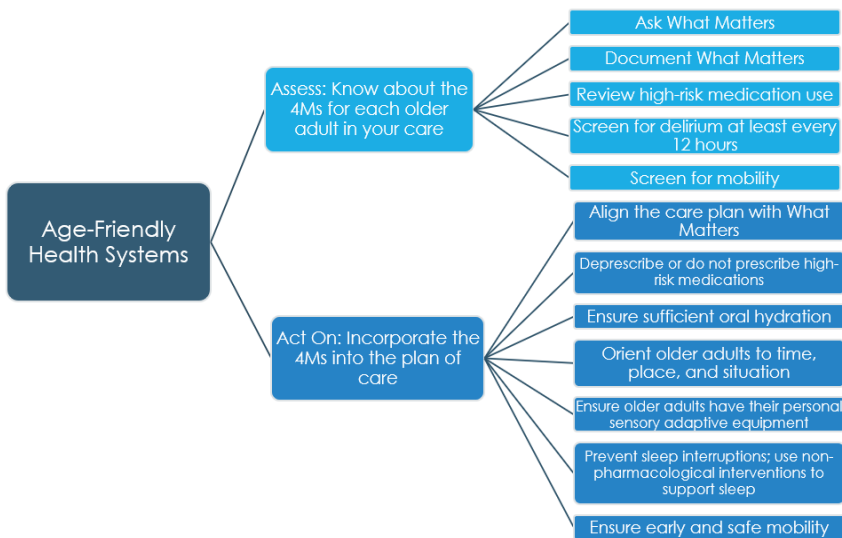 Age-Friendly
Health Systems
Assess: Know about the
4Ms for each older
adult in your care
Ask What Matters
Document What Matters
Review high-risk medication use
Screen for delirium at least every
12 hours
Screen for mobility
Act On: Incorporate the
4Ms into the plan of
care
Align the care plan with What
Matters
Deprescribe or do not prescribe high-
risk medications
Ensure sufficient oral hydration
Orient older adults to time,
place, and situation
Ensure older adults have their personal
sensory adaptive equipment
Prevent sleep interruptions; use non-
pharmacological interventions to
support sleep
Ensure early and safe mobility